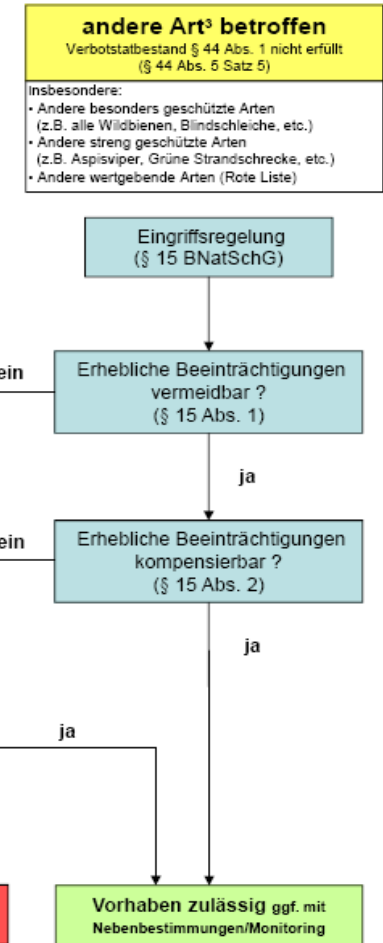 andere Art³ betroffen
Verbotstatbestand § 44 Abs. 1 nicht erfüllt
(§ 44 Abs. 5 Satz 5)
Insbesondere:
• Andere besonders geschützte Arten
(z.B. alle Wildbienen, Blindschleiche, etc.)
• Andere streng geschützte Arten
(z.B. Aspisviper, Grüne Strandschrecke, etc.)
• Andere wertgebende Arten (Rote Liste)
Eingriffsregelung
(§ 15 BNatSchG)
ein
Erhebliche Beeinträchtigungen
vermeidbar ?
(§ 15 Abs. 1)
ja
ein
Erhebliche Beeinträchtigungen
kompensierbar ?
(§ 15 Abs. 2)
ja
ja
Vorhaben zulässig ggf. mit
Nebenbestimmungen/Monitoring